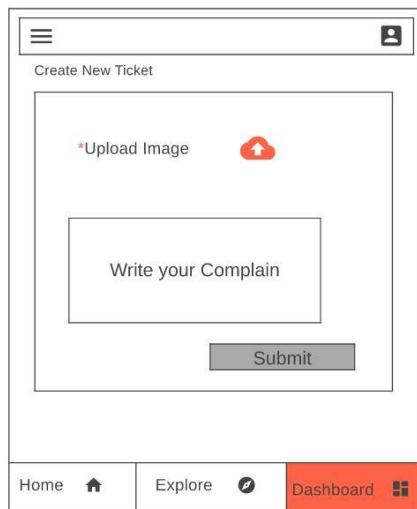 Create New Ticket
*Upload Image
Write your Complain
Submit
Home
Explore
Dashboard